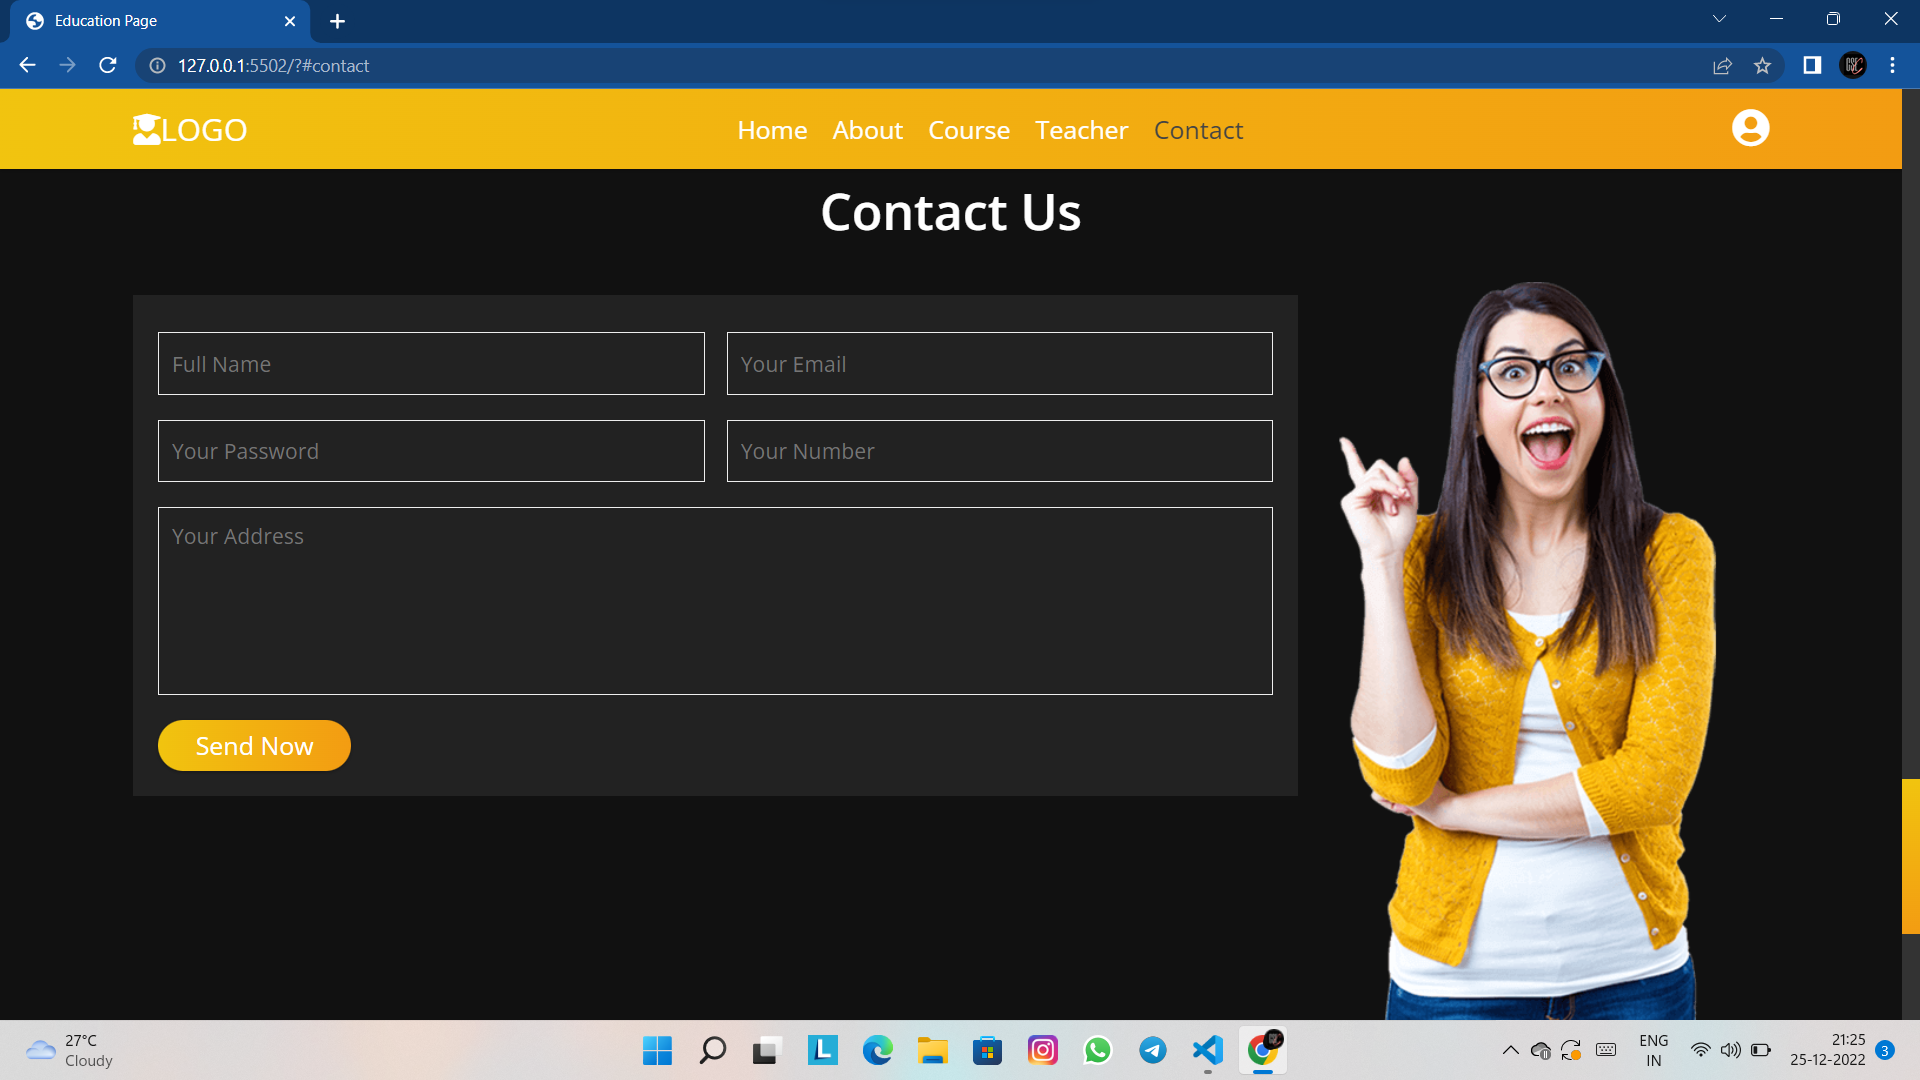 Education Page
127.0.0.1:5502/?#contact
LOGO
Home About Course Teacher Contact
Contact Us
Full Name
Your Email
Your Password
Your Number
Your Address
Send Now
27°C
Cloudy
ENG
IN
21:25
25-12-2022
3